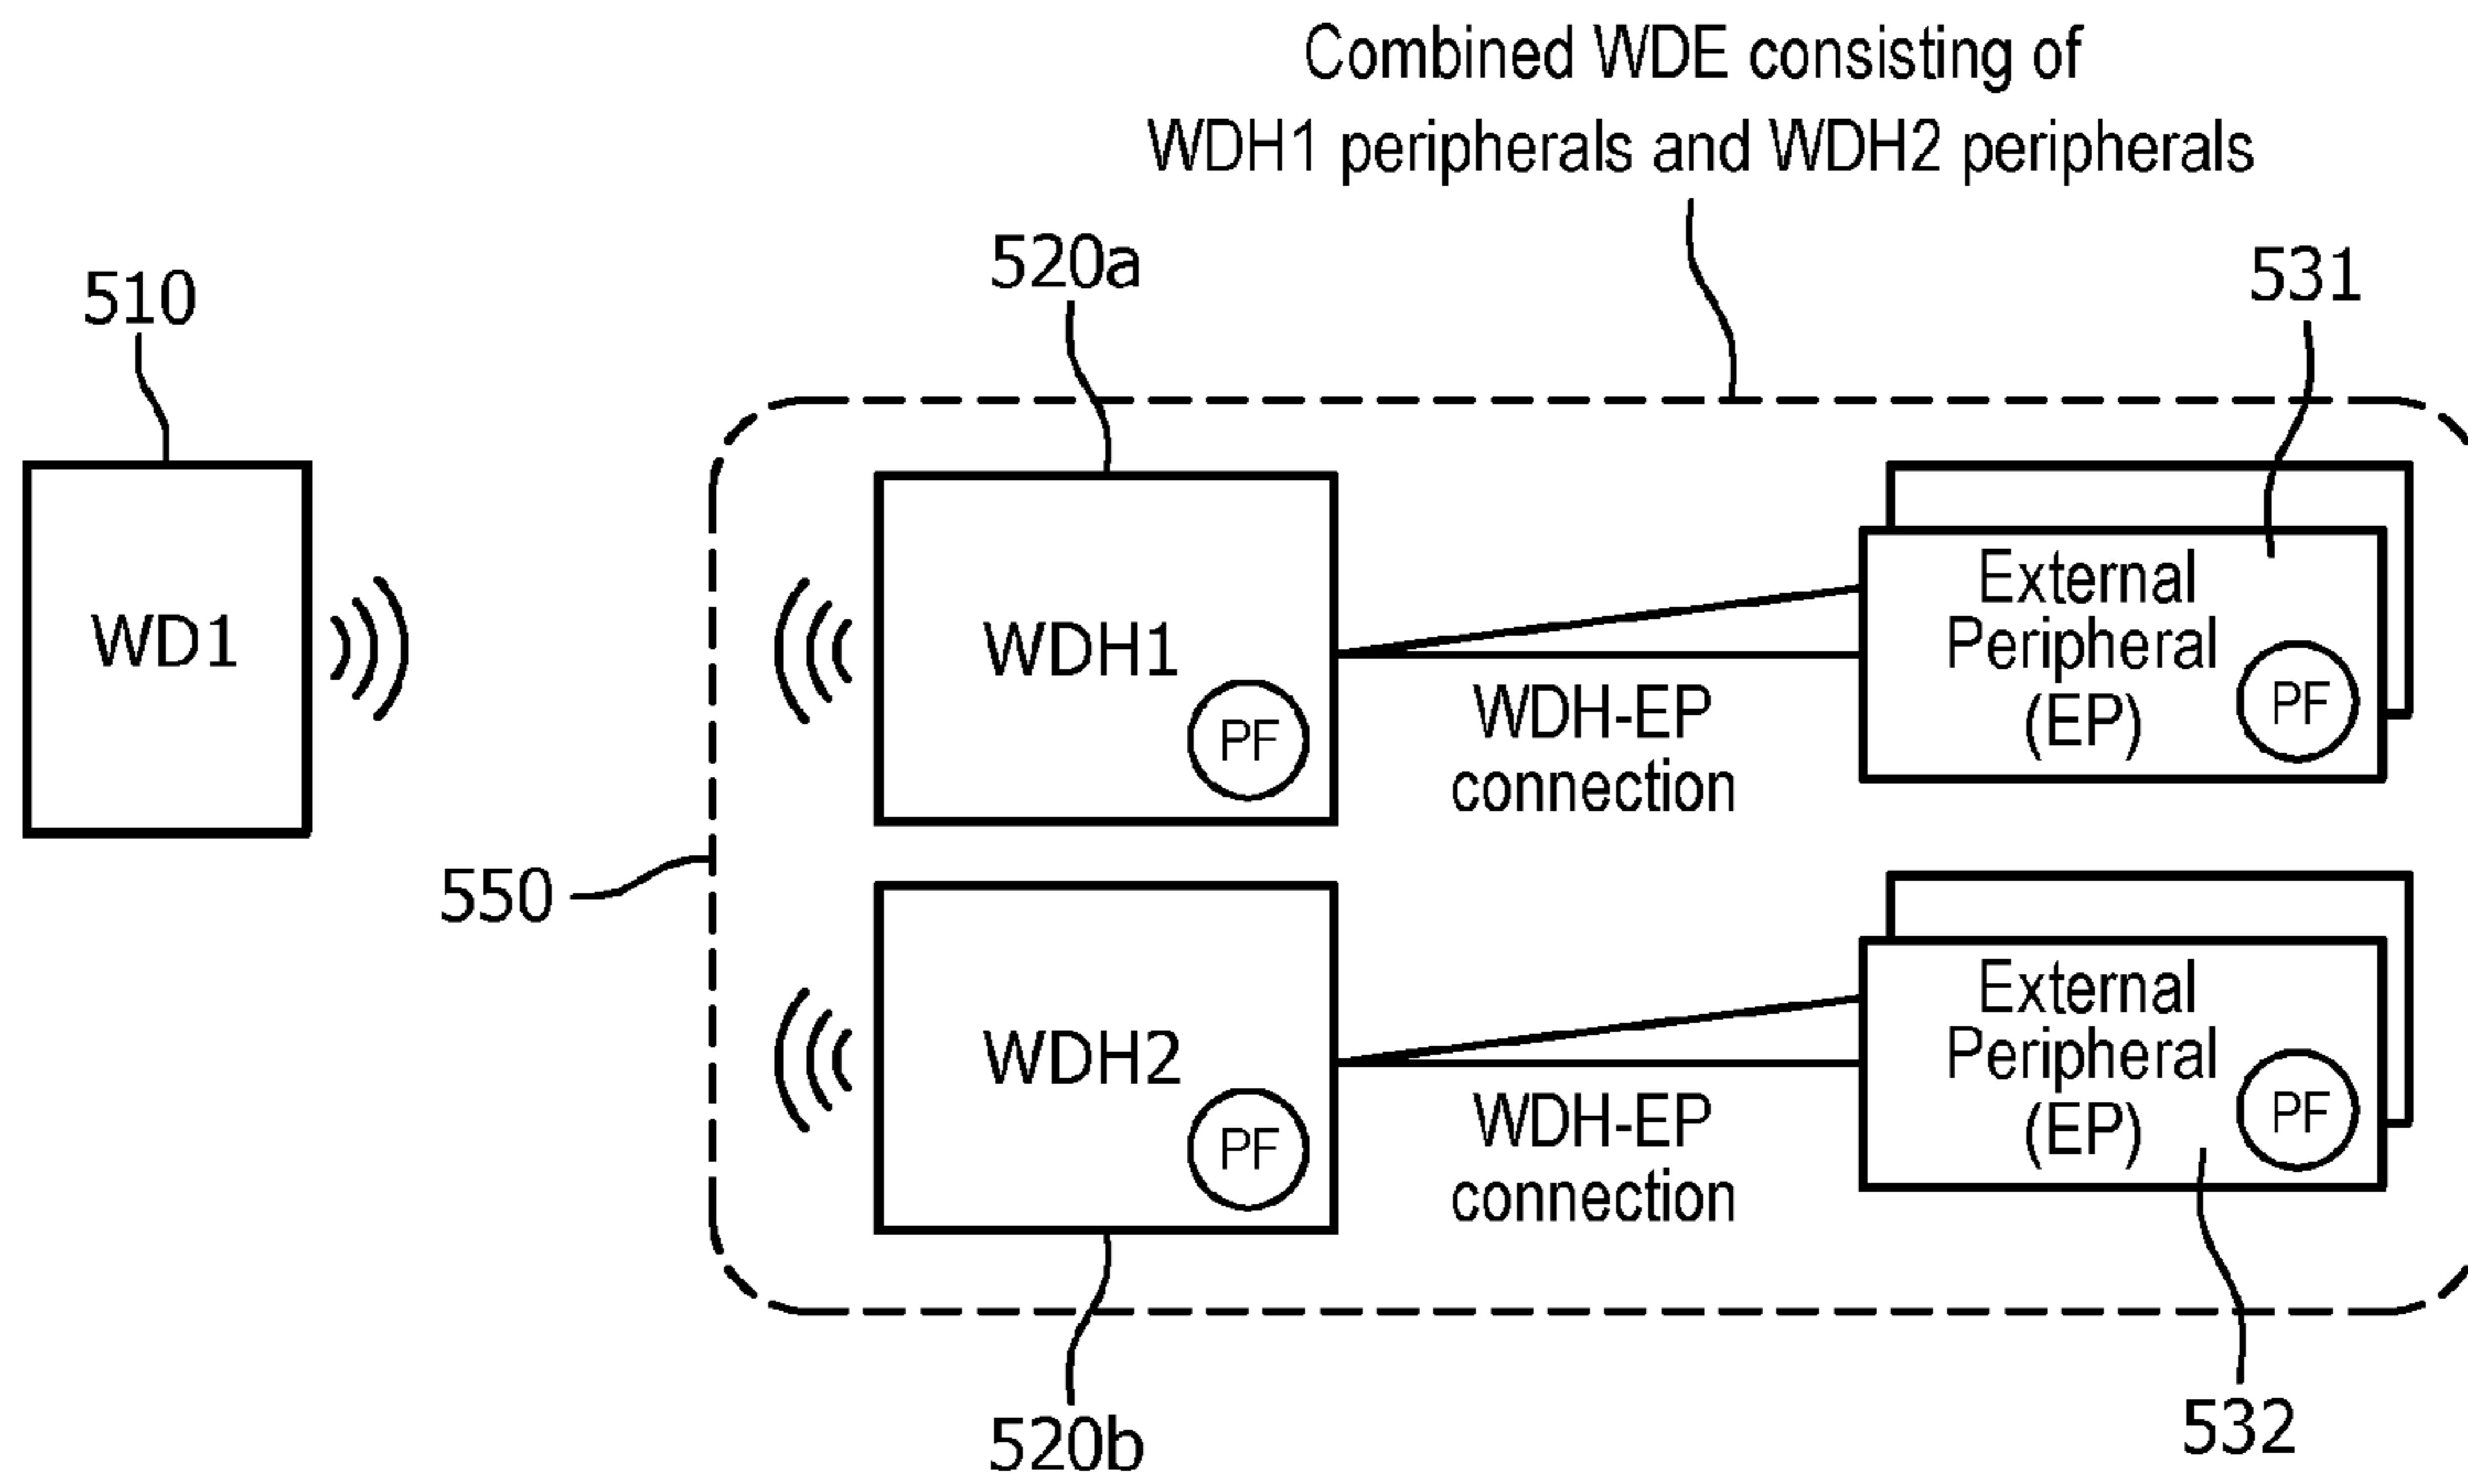 Combined WDE consisting of
WDH1 peripherals and WDH2 peripherals
510
520a
531
WD1
WDH1
PF
WDH-EP
connection
External
Peripheral
(EP)
PF
550
WDH2
PF
WDH-EP
connection
External
Peripheral
(EP)
PF
520b
532